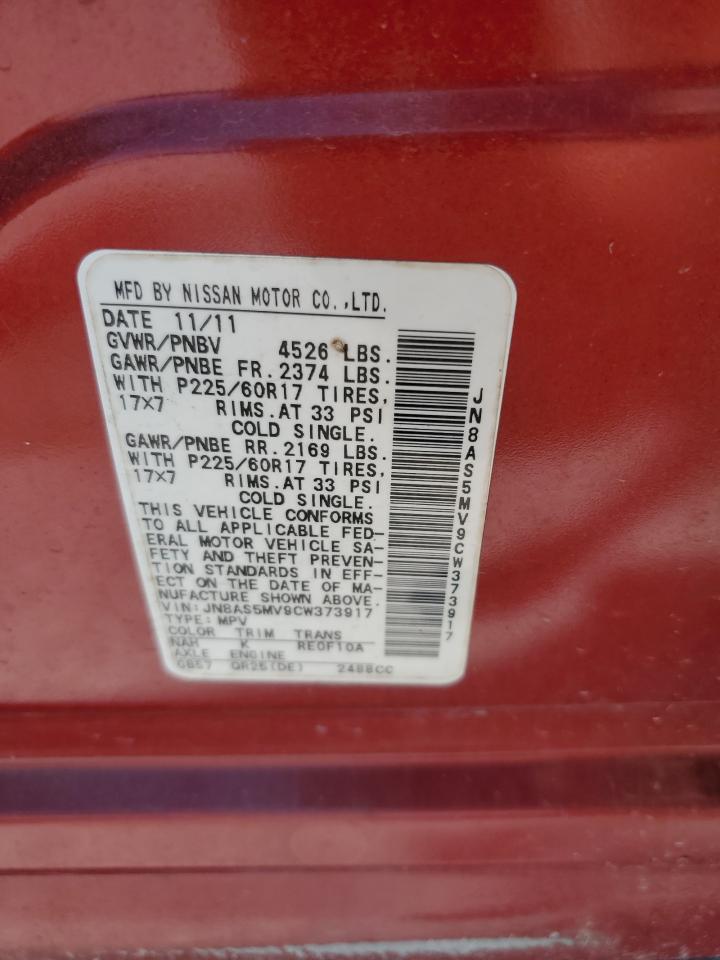 MFD BY NISSAN MOTOR CO.,LTD.
DATE 11/11
GVWR/PNBV 4526 LBS.
GAWR/PNBE FR. 2374 LBS.
WITH P225/60R17 TIRES,
17X7 RIMS.AT 33 PSI
COLD SINGLE.
GAWR/PNBE RR. 2169 LBS.
WITH P225/60R17 TIRES,
17X7 RIMS.AT 33 PSI
COLD SINGLE.
THIS VEHICLE CONFORMS
TO ALL APPLICABLE FED-
ERAL MOTOR VEHICLE SA-
FETY AND THEFT PREVEN-
TION STANDARDS IN EFF-
ECT ON THE DATE OF MA-
NUFACTURE SHOWN ABOVE.
VIN: JN8AS5MV9CW373917
TYPE: MPV
COLOR TRIM TRANS
NAH K RE0F10A
AXLE ENGINE
GB57 QR25(DE) 2488CC
JN8AS5MV9CW373917